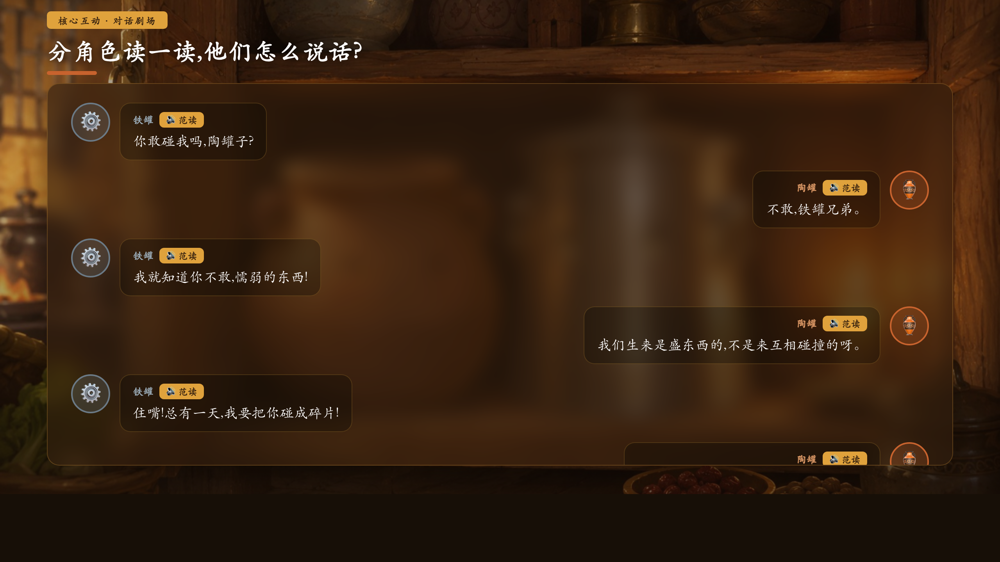 核心互动 · 对话剧场
分角色读一读,他们怎么说话?
铁罐 范读
你敢碰我吗,陶罐子?
陶罐 范读
不敢,铁罐兄弟。
铁罐 范读
我就知道你不敢,懦弱的东西!
陶罐 范读
我们生来是盛东西的,不是来互相碰撞的呀。
铁罐 范读
住嘴!总有一天,我要把你碰成碎片!
陶罐 范读